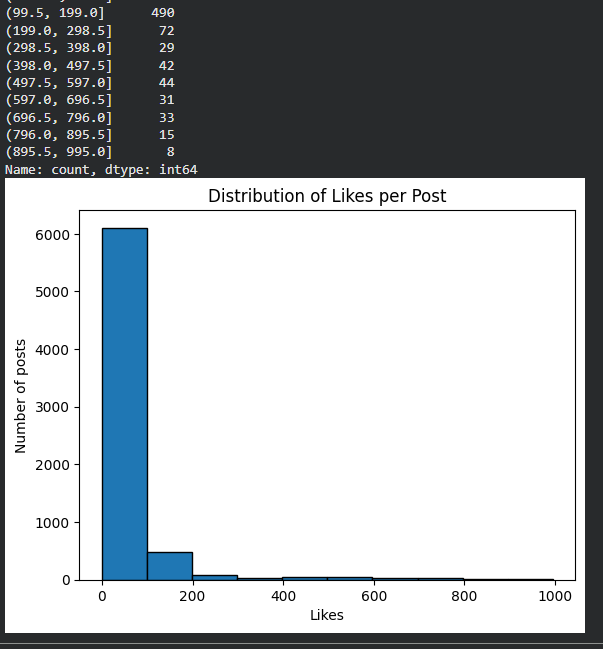 (99.5, 199.0]      490
(199.0, 298.5]      72
(298.5, 398.0]      29
(398.0, 497.5]      42
(497.5, 597.0]      44
(597.0, 696.5]      31
(696.5, 796.0]      33
(796.0, 895.5]      15
(895.5, 995.0]       8
Name: count, dtype: int64
Distribution of Likes per Post
6000
5000
4000
3000
2000
1000
0
Number of posts
0 200 400 600 800 1000
Likes